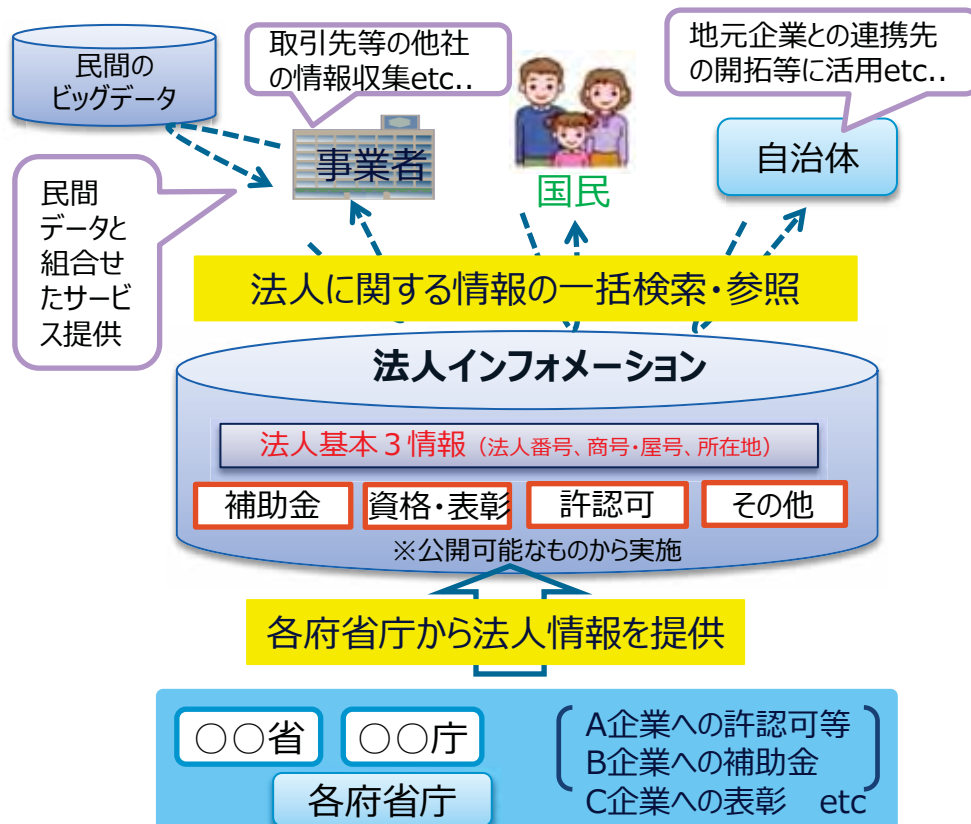 民間の
ビッグデータ
取引先等の他社
の情報収集etc..
地元企業との連携先
の開拓等に活用etc..
事業者
国民
自治体
民間
データと
組合せ
たサービ
ス提供
法人に関する情報の一括検索・参照
法人インフォメーション
法人基本３情報（法人番号、商号・屋号、所在地）
補助金
資格・表彰
許認可
その他
※公開可能なものから実施
各府省庁から法人情報を提供
○○省
○○庁
各府省庁
A企業への許認可等
B企業への補助金
C企業への表彰　etc